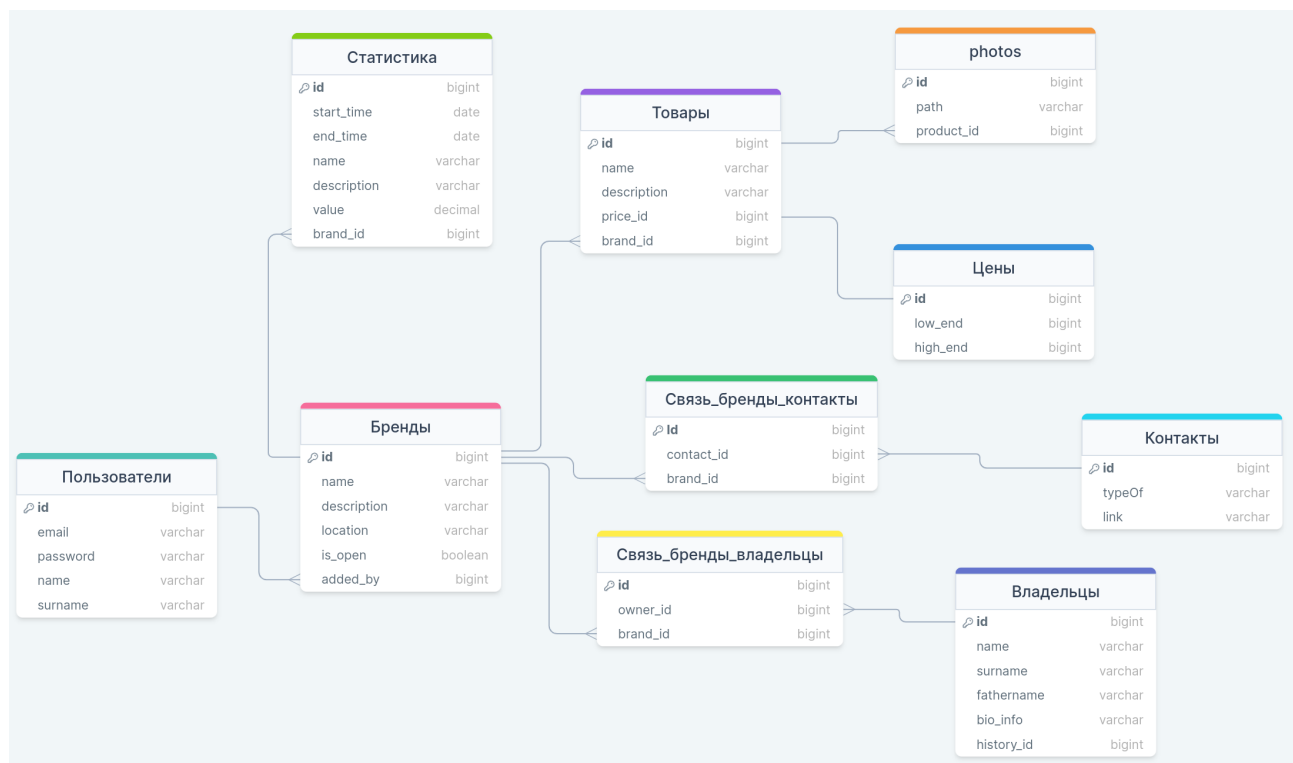 Статистика
id bigint
start_time date
end_time date
name varchar
description varchar
value decimal
brand_id bigint
Товары
id bigint
name varchar
description varchar
price_id bigint
brand_id bigint
photos
id bigint
path varchar
product_id bigint
Цены
id bigint
low_end bigint
high_end bigint
Связь_бренды_контакты
Id bigint
contact_id bigint
brand_id bigint
Контакты
id bigint
typeOf varchar
link varchar
Бренды
id bigint
name varchar
description varchar
location varchar
is_open boolean
added_by bigint
Пользователи
id bigint
email varchar
password varchar
name varchar
surname varchar
Связь_бренды_владельцы
id bigint
owner_id bigint
brand_id bigint
Владельцы
id bigint
name varchar
surname varchar
fathername varchar
bio_info varchar
history_id bigint